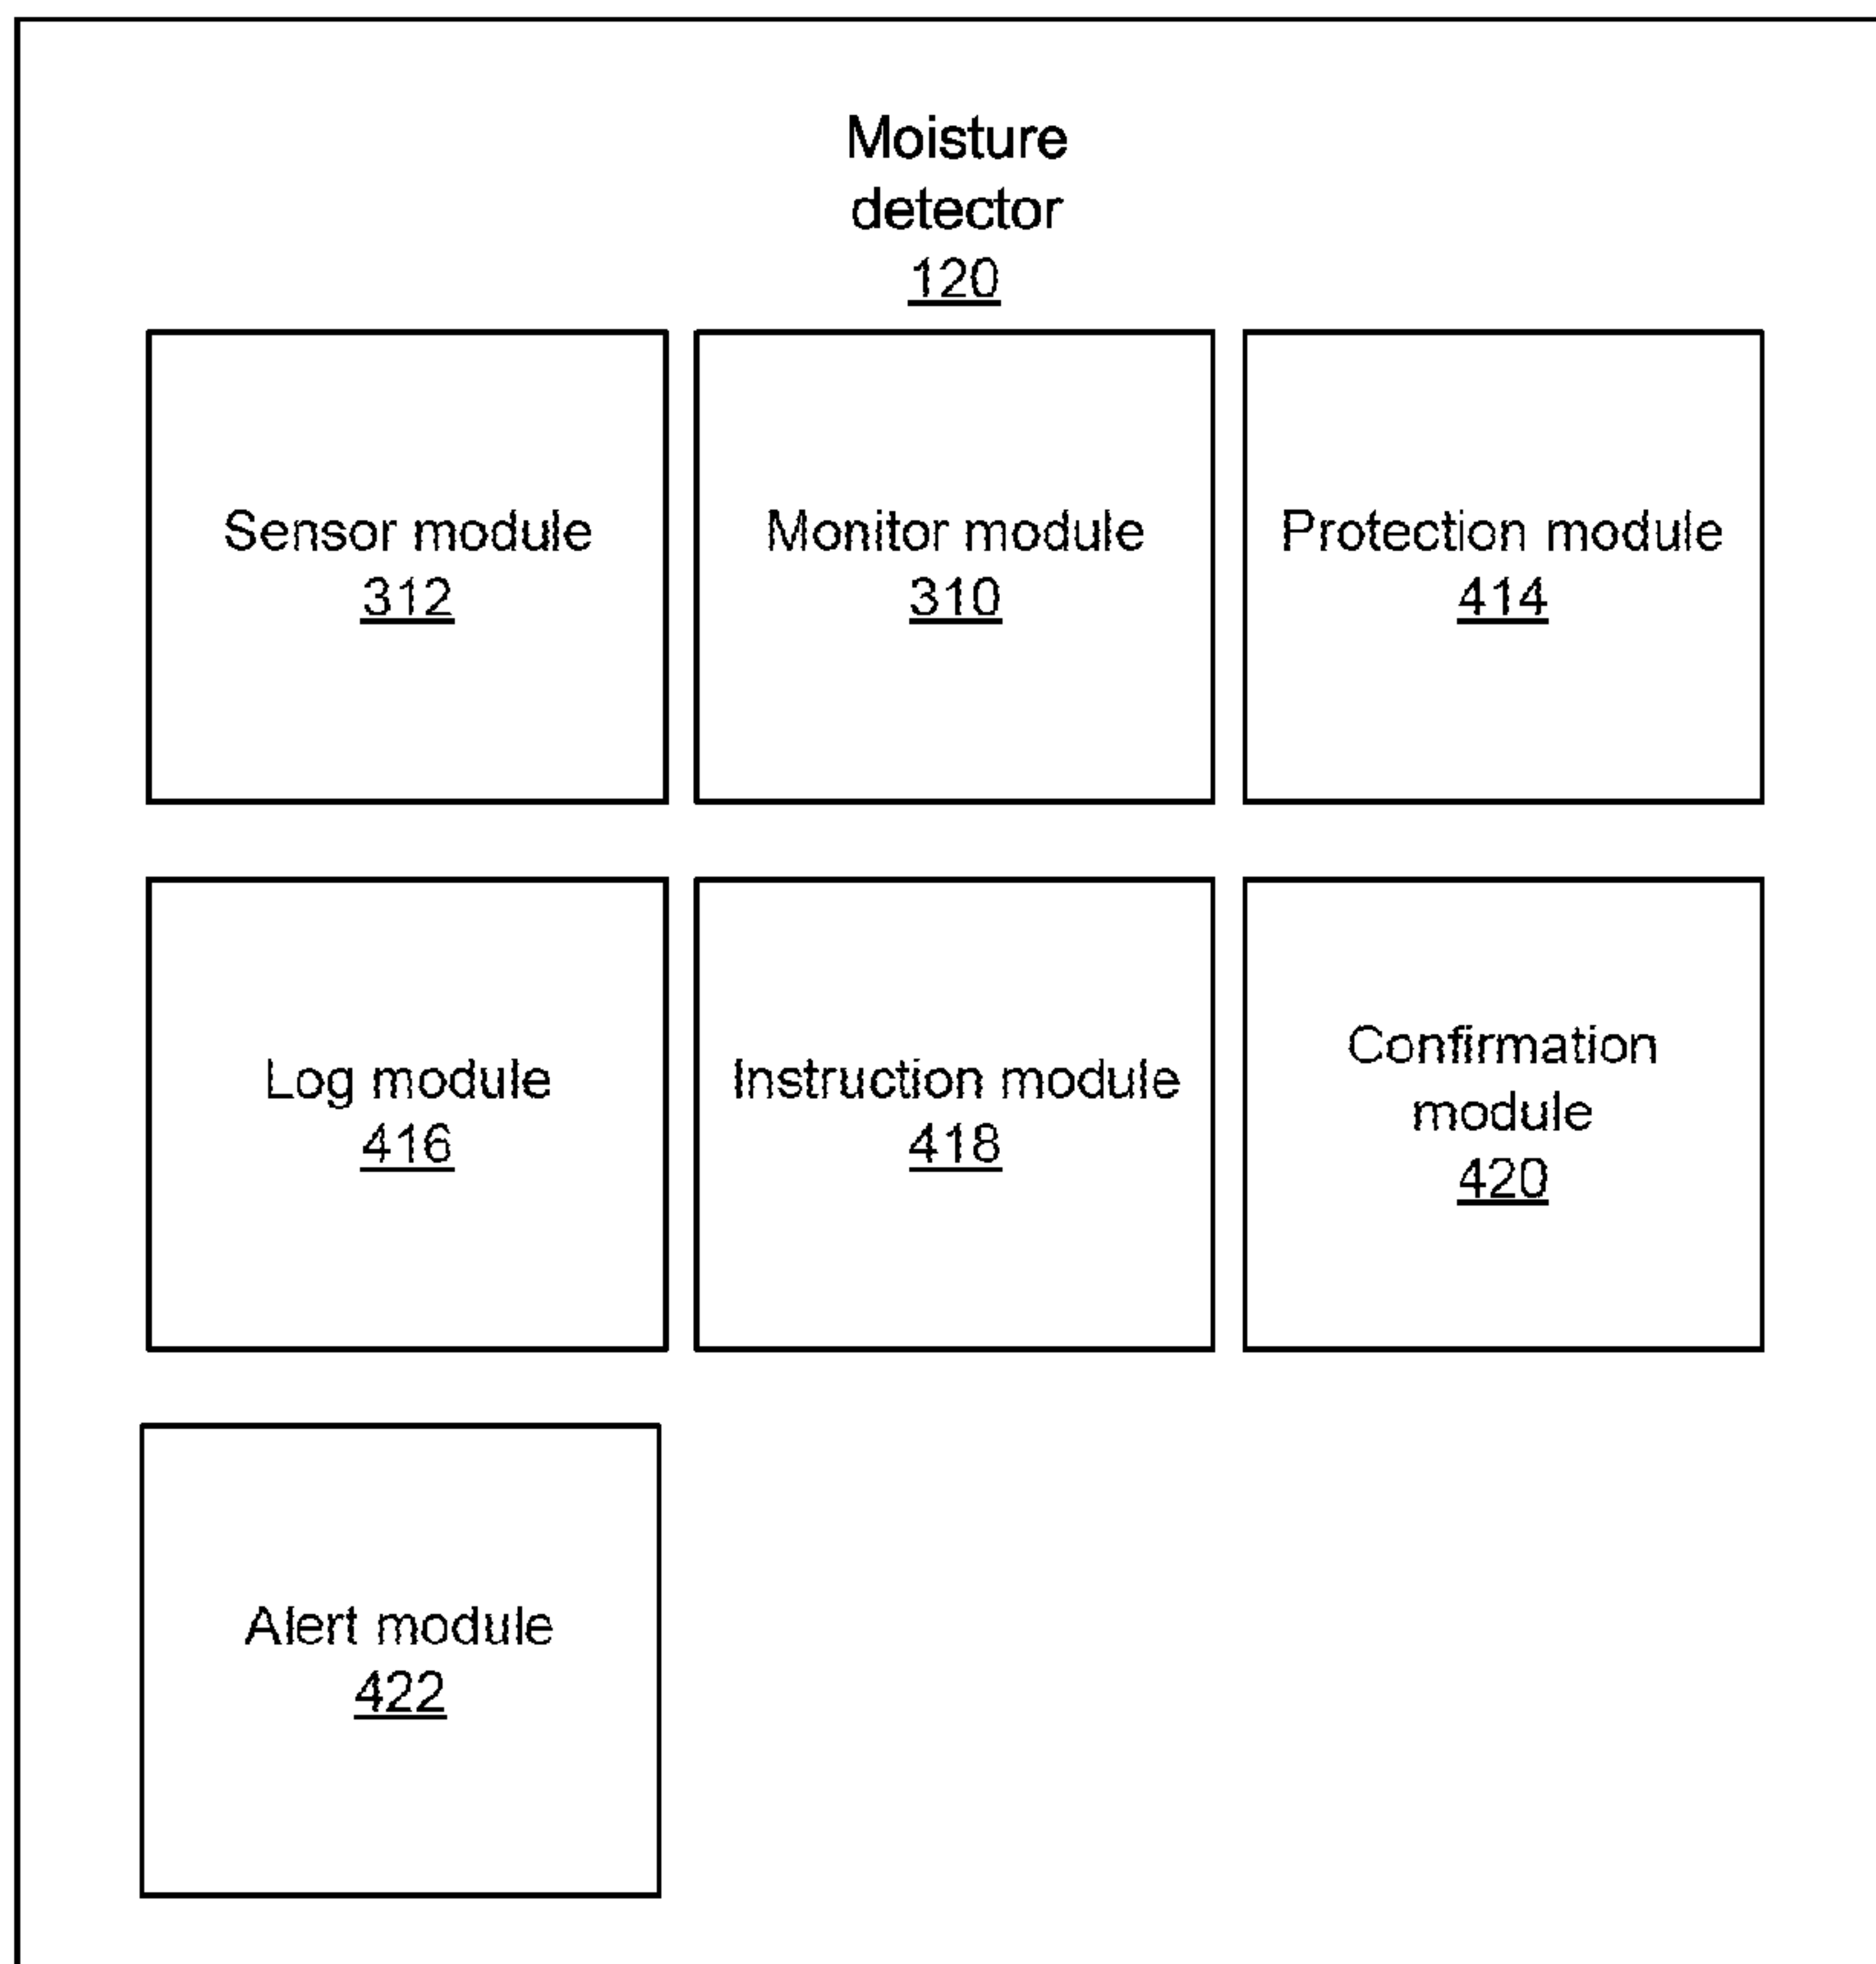 Moisture
detector
120
Sensor module
312
Monitor module
310
Protection module
414
Log module
416
Instruction module
418
Confirmation
module
420
Alert module
422